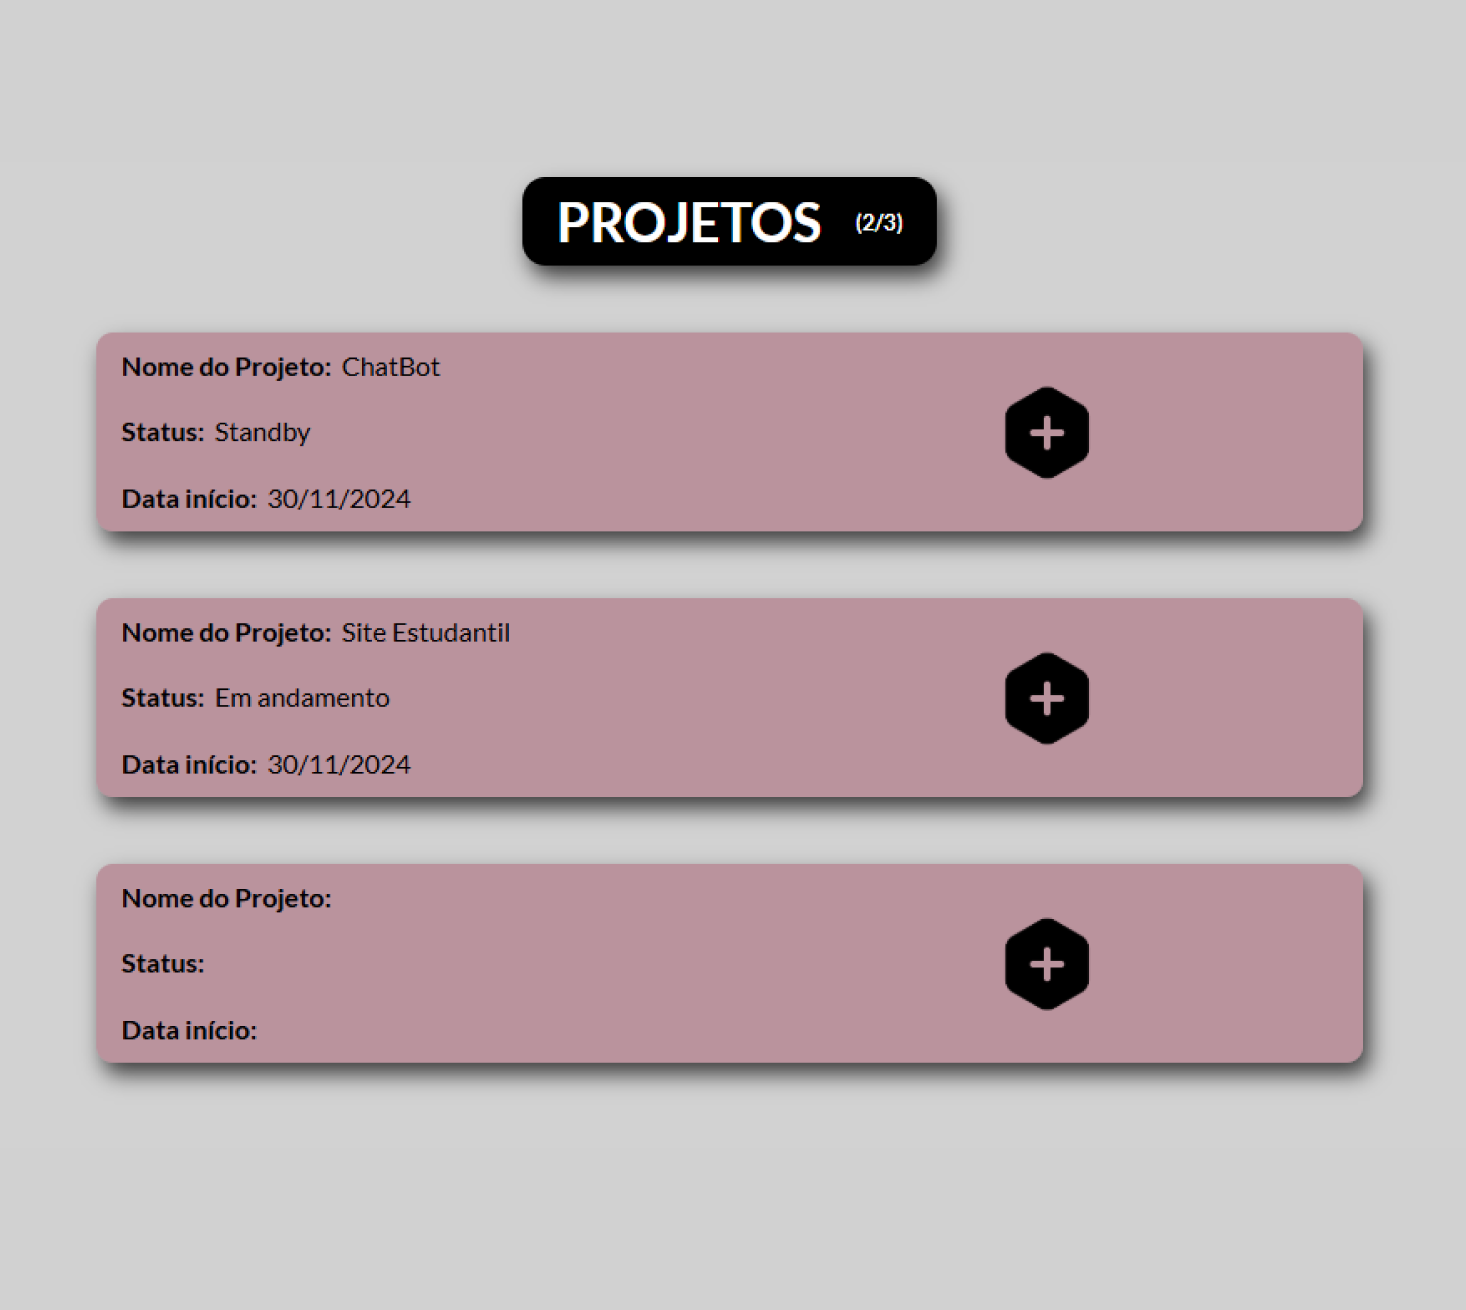 PROJETOS (2/3)
Nome do Projeto: ChatBot
Status: Standby
Data início: 30/11/2024
Nome do Projeto: Site Estudantil
Status: Em andamento
Data início: 30/11/2024
Nome do Projeto:
Status:
Data início: